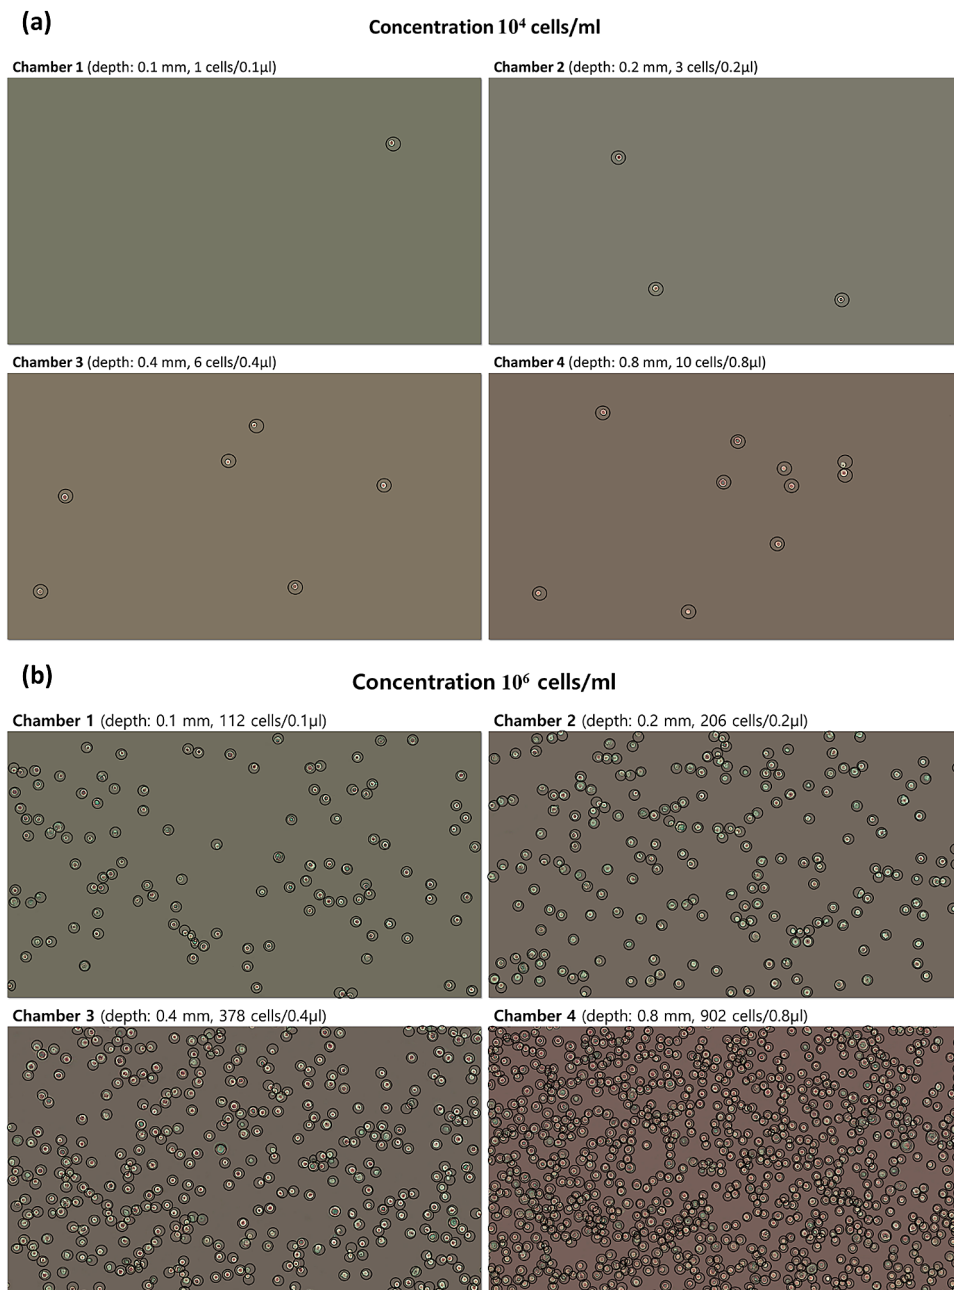 (a)
Concentration 10⁴ cells/ml
Chamber 1 (depth: 0.1 mm, 1 cells/0.1μl)
Chamber 2 (depth: 0.2 mm, 3 cells/0.2μl)
Chamber 3 (depth: 0.4 mm, 6 cells/0.4μl)
Chamber 4 (depth: 0.8 mm, 10 cells/0.8μl)
(b)
Concentration 10⁶ cells/ml
Chamber 1 (depth: 0.1 mm, 112 cells/0.1μl)
Chamber 2 (depth: 0.2 mm, 206 cells/0.2μl)
Chamber 3 (depth: 0.4 mm, 378 cells/0.4μl)
Chamber 4 (depth: 0.8 mm, 902 cells/0.8μl)